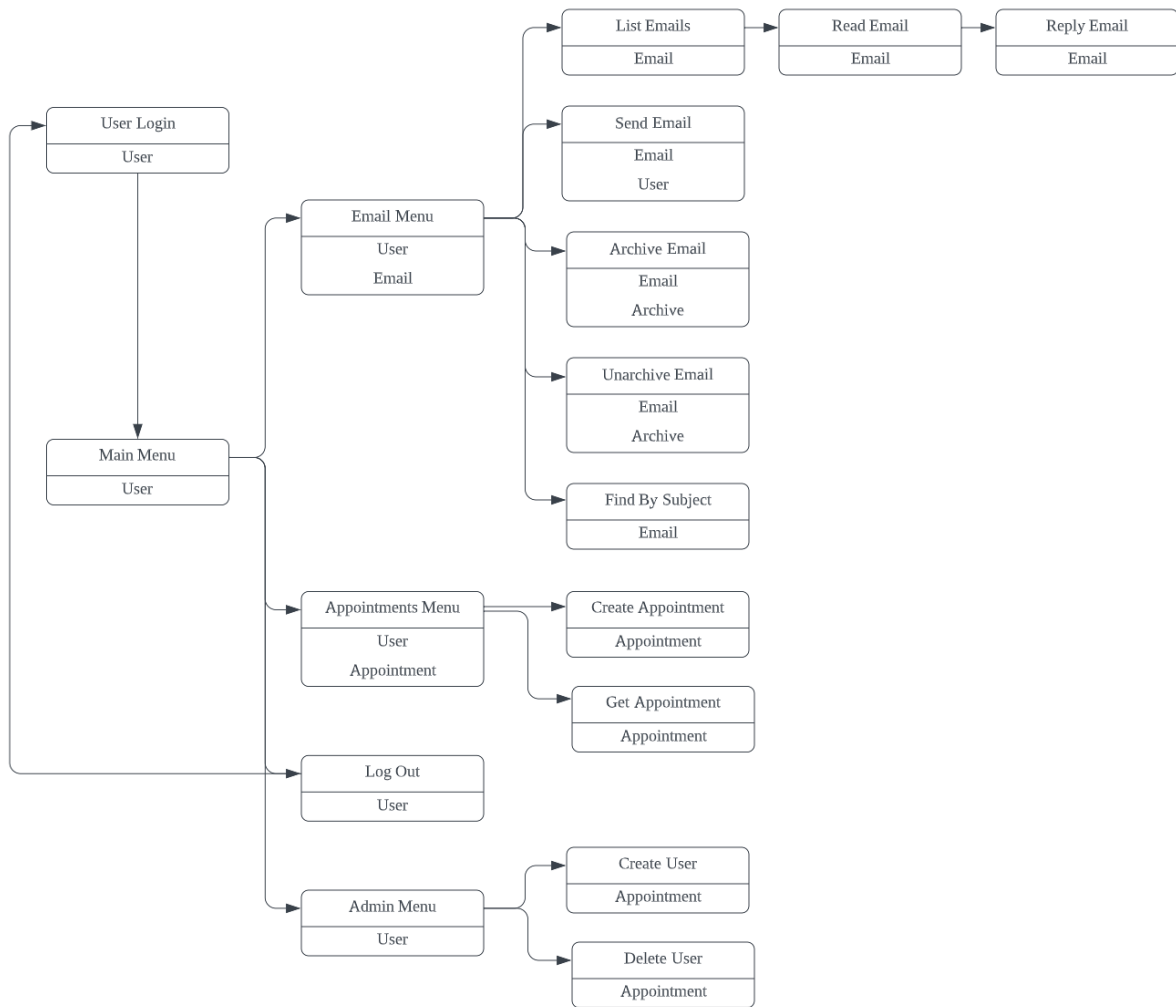 List Emails
Email
Read Email
Email
Reply Email
Email
User Login
User
Send Email
Email
User
Email Menu
User
Email
Archive Email
Email
Archive
Unarchive Email
Email
Archive
Main Menu
User
Find By Subject
Email
Appointments Menu
User
Appointment
Create Appointment
Appointment
Get Appointment
Appointment
Log Out
User
Create User
Appointment
Admin Menu
User
Delete User
Appointment